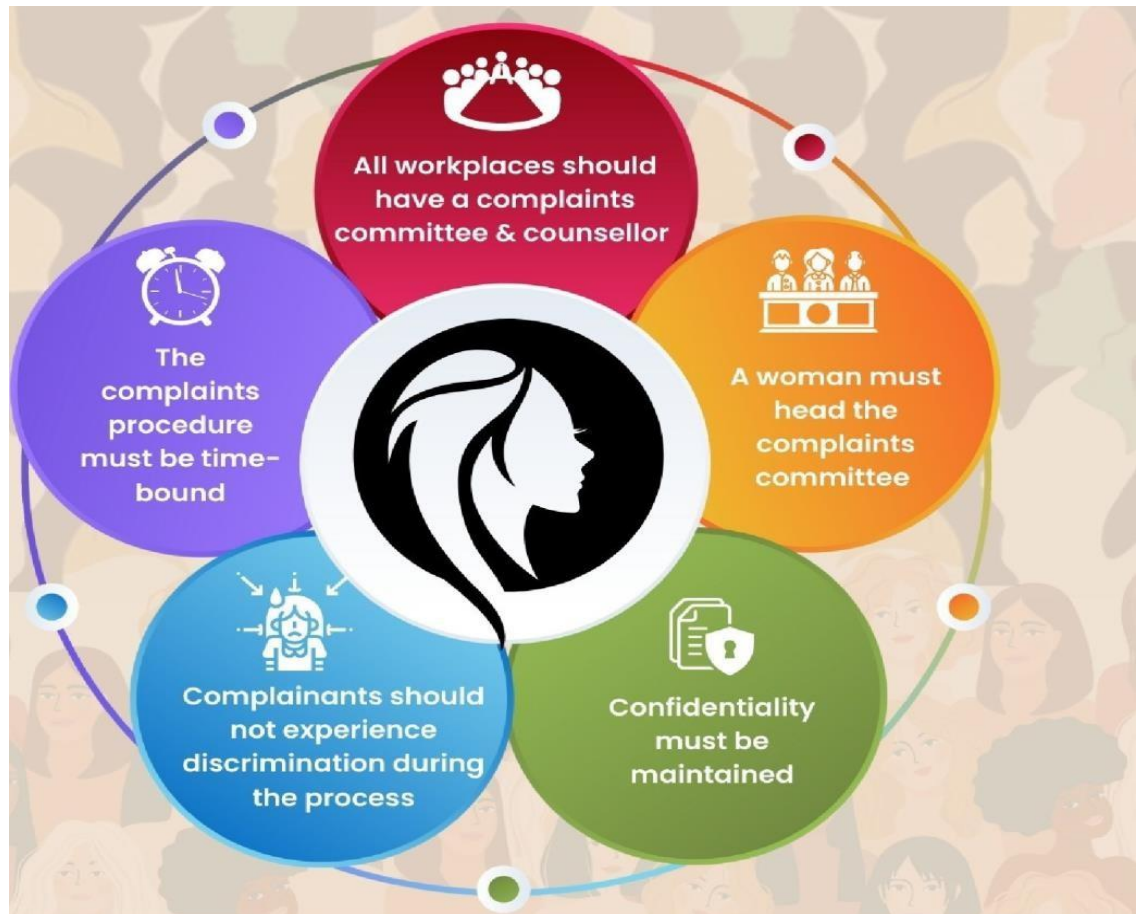 All workplaces should
have a complaints
committee & counsellor
A woman must
head the
complaints
committee
Confidentiality
must be
maintained
Complainants should
not experience
discrimination during
the process
The
complaints
procedure
must be time-
bound